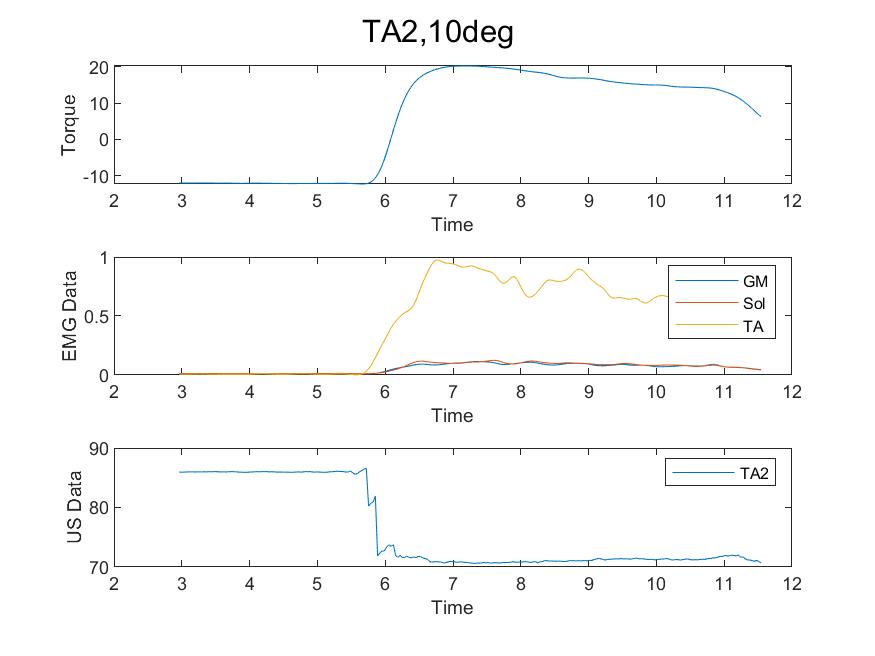 TA2,10deg
20
10
0
-10
Torque
2 3 4 5 6 7 8 9 10 11 12
Time
1
0.5
0
EMG Data
GM
Sol
TA
2 3 4 5 6 7 8 9 10 11 12
Time
90
80
70
US Data
TA2
2 3 4 5 6 7 8 9 10 11 12
Time